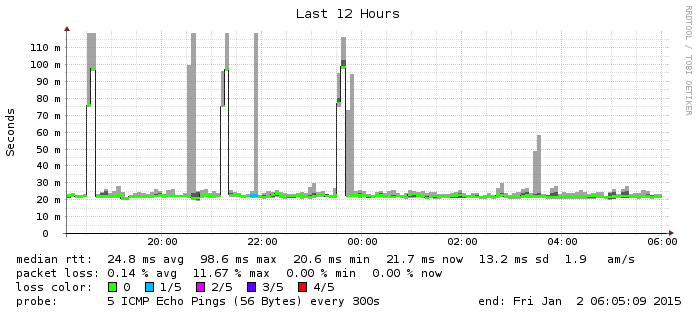 Last 12 Hours
RRDTOOL / TOBI OETIKER
Seconds
110 m
100 m
90 m
80 m
70 m
60 m
50 m
40 m
30 m
20 m
10 m
0
20:00 22:00 00:00 02:00 04:00 06:00
median rtt: 24.8 ms avg 98.6 ms max 20.6 ms min 21.7 ms now 13.2 ms sd 1.9 am/s
packet loss: 0.14 % avg 11.67 % max 0.00 % min 0.00 % now
loss color: 0 1/5 2/5 3/5 4/5
probe: 5 ICMP Echo Pings (56 Bytes) every 300s end: Fri Jan 2 06:05:09 2015